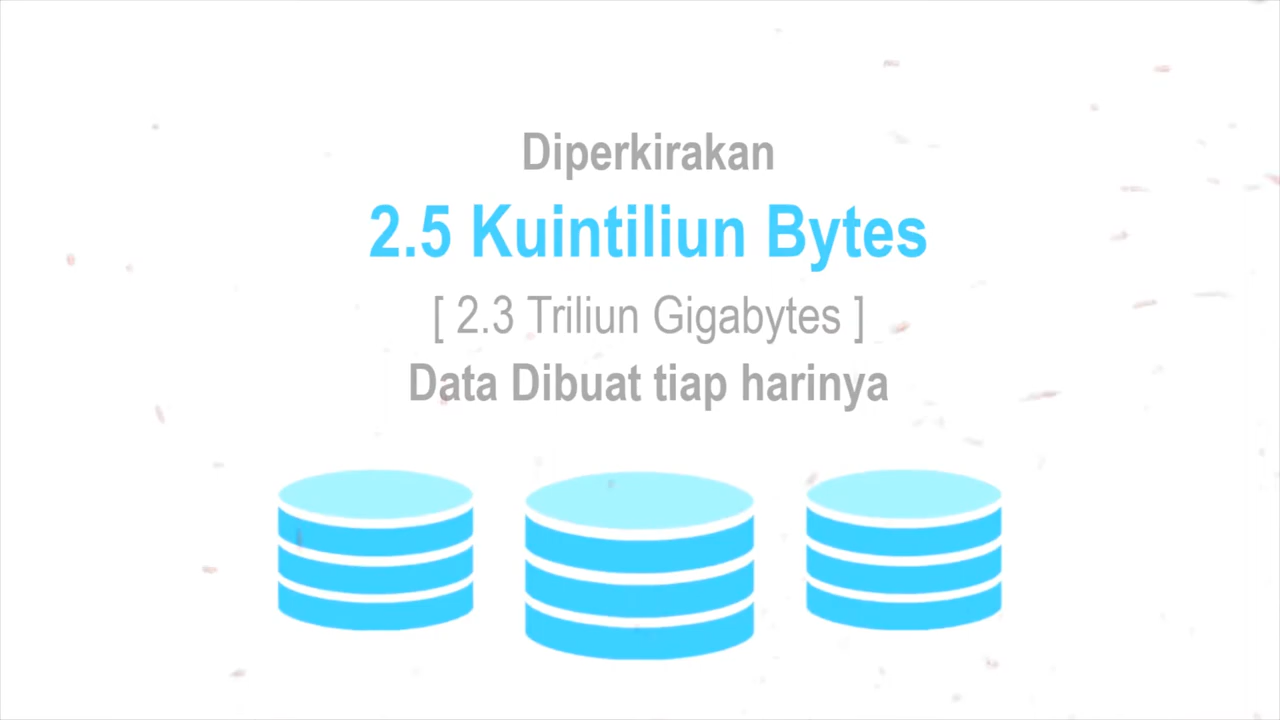 Diperkirakan
2.5 Kuintiliun Bytes
[ 2.3 Triliun Gigabytes ]
Data Dibuat tiap harinya